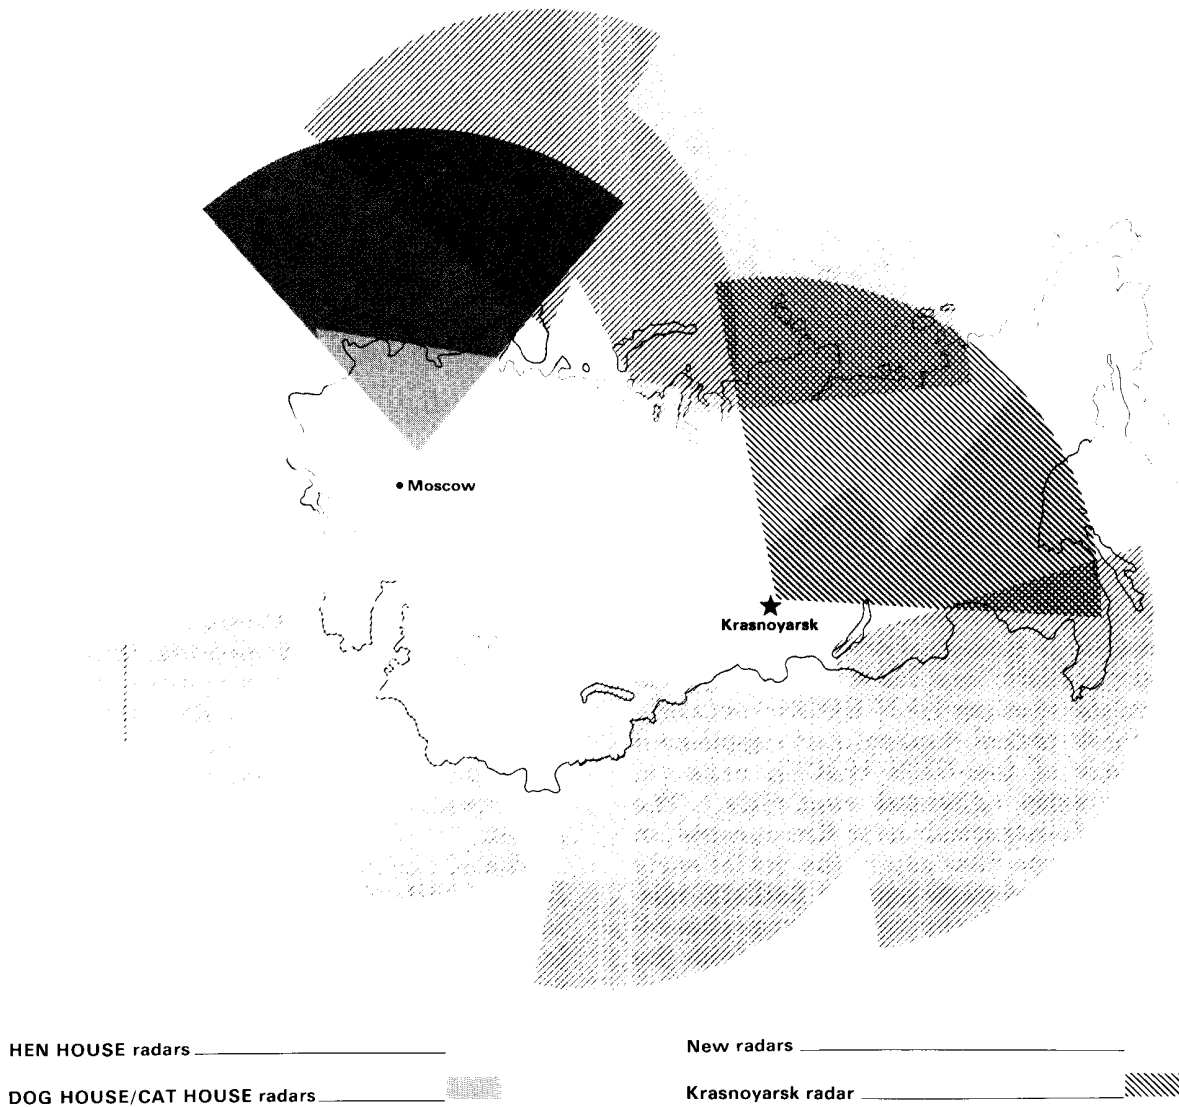 Moscow
Krasnoyarsk
HEN HOUSE radars
New radars
DOG HOUSE/CAT HOUSE radars
Krasnoyarsk radar